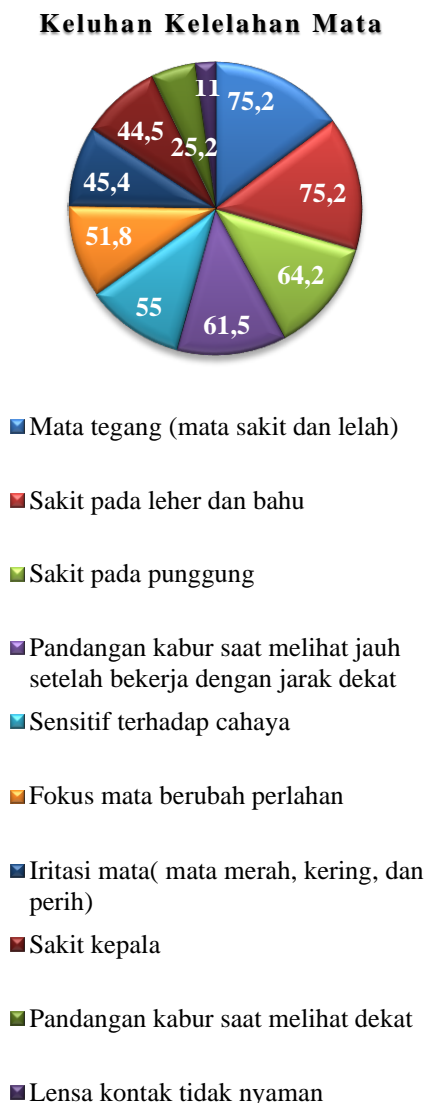 Keluhan Kelelahan Mata
11
75,2
44,5
25,2
45,4
75,2
51,8
64,2
55
61,5
Mata tegang (mata sakit dan lelah)
Sakit pada leher dan bahu
Sakit pada punggung
Pandangan kabur saat melihat jauh
setelah bekerja dengan jarak dekat
Sensitif terhadap cahaya
Fokus mata berubah perlahan
Iritasi mata( mata merah, kering, dan
perih)
Sakit kepala
Pandangan kabur saat melihat dekat
Lensa kontak tidak nyaman